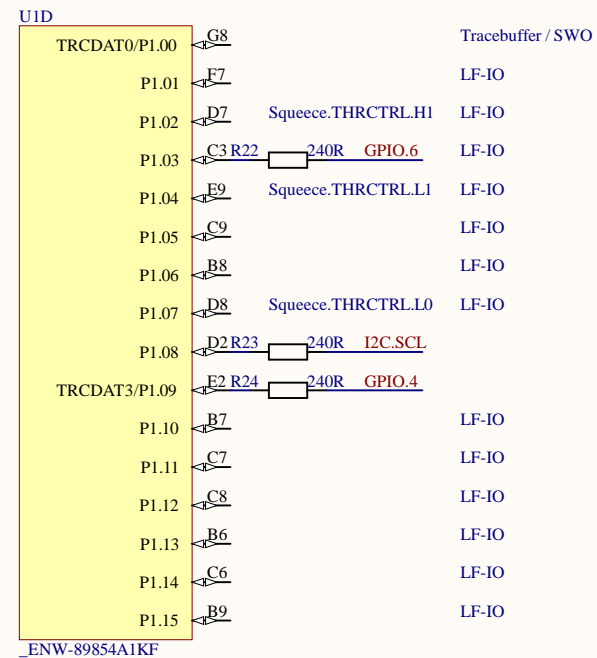 U1D
TRCDAT0/P1.00 G8 Tracebuffer / SWO
P1.01 F7 LF-IO
P1.02 D7 Squeece.THRCTRL.H1 LF-IO
P1.03 C3 R22 240R GPIO.6 LF-IO
P1.04 E9 Squeece.THRCTRL.L1 LF-IO
P1.05 C9 LF-IO
P1.06 B8 LF-IO
P1.07 D8 Squeece.THRCTRL.L0 LF-IO
P1.08 D2 R23 240R I2C.SCL
TRCDAT3/P1.09 E2 R24 240R GPIO.4
P1.10 B7 LF-IO
P1.11 C7 LF-IO
P1.12 C8 LF-IO
P1.13 B6 LF-IO
P1.14 C6 LF-IO
P1.15 B9 LF-IO
_ENW-89854A1KF